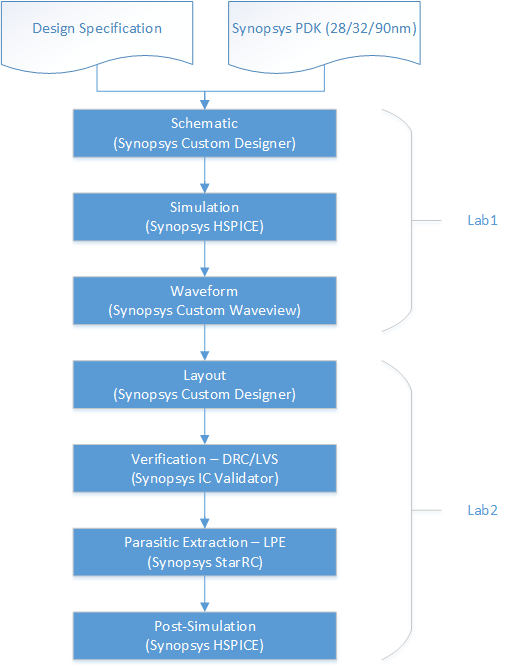 Design Specification
Synopsys PDK (28/32/90nm)
Schematic
(Synopsys Custom Designer)
Simulation
(Synopsys HSPICE)
Waveform
(Synopsys Custom Waveview)
Lab1
Layout
(Synopsys Custom Designer)
Verification – DRC/LVS
(Synopsys IC Validator)
Parasitic Extraction – LPE
(Synopsys StarRC)
Post-Simulation
(Synopsys HSPICE)
Lab2